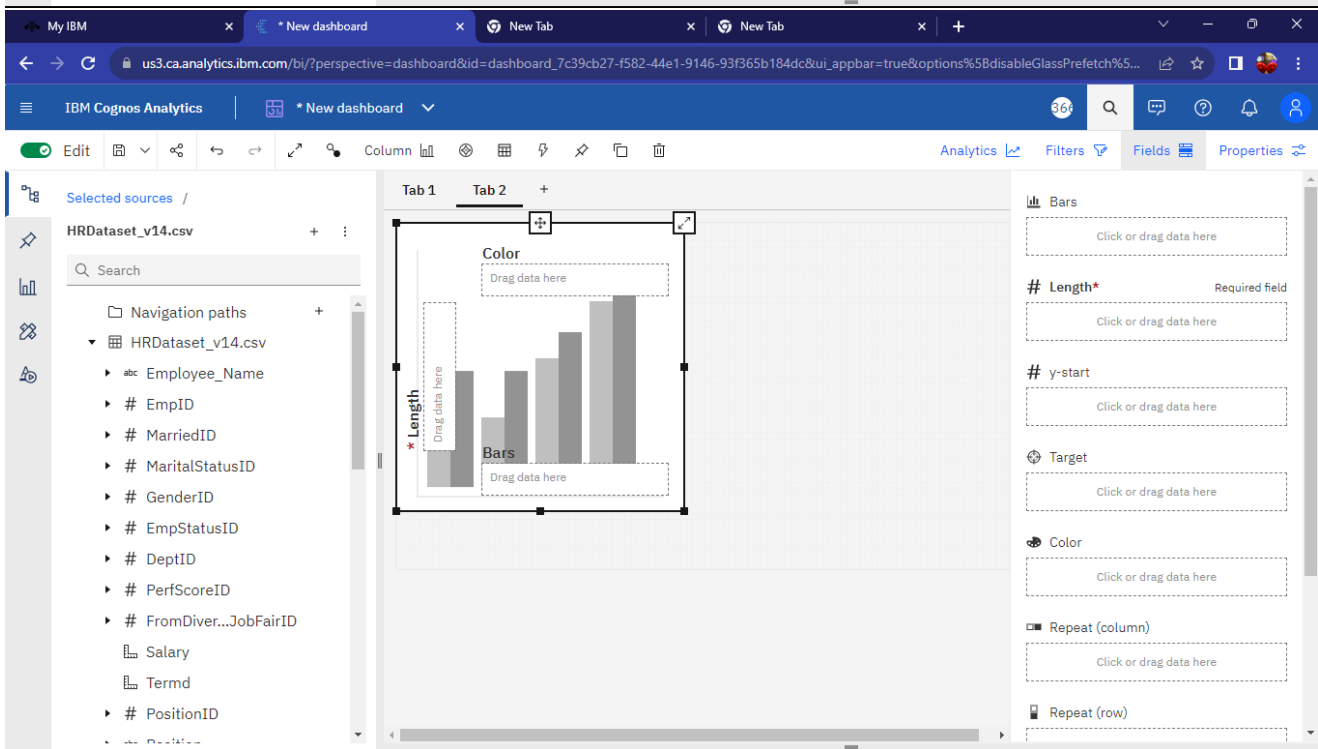 My IBM
* New dashboard
New Tab
New Tab
us3.ca.analytics.ibm.com/bi/?perspective=dashboard&id=dashboard_7c39cb27-f582-44e1-9146-93f365b184dc&ui_appbar=true&options%5BdisableGlassPrefetch%5...
IBM Cognos Analytics
* New dashboard
Edit
Column
Analytics
Filters
Fields
Properties
Selected sources /
HRDataset_v14.csv
Search
Navigation paths
HRDataset_v14.csv
abc Employee_Name
# EmpID
# MarriedID
# MaritalStatusID
# GenderID
# EmpStatusID
# DeptID
# PerfScoreID
# FromDiver...JobFairID
Salary
Termd
# PositionID
Tab 1
Tab 2
Color
Drag data here
* Length
Drag data here
Bars
Drag data here
Bars
Click or drag data here
# Length*
Required field
Click or drag data here
# y-start
Click or drag data here
Target
Click or drag data here
Color
Click or drag data here
Repeat (column)
Click or drag data here
Repeat (row)